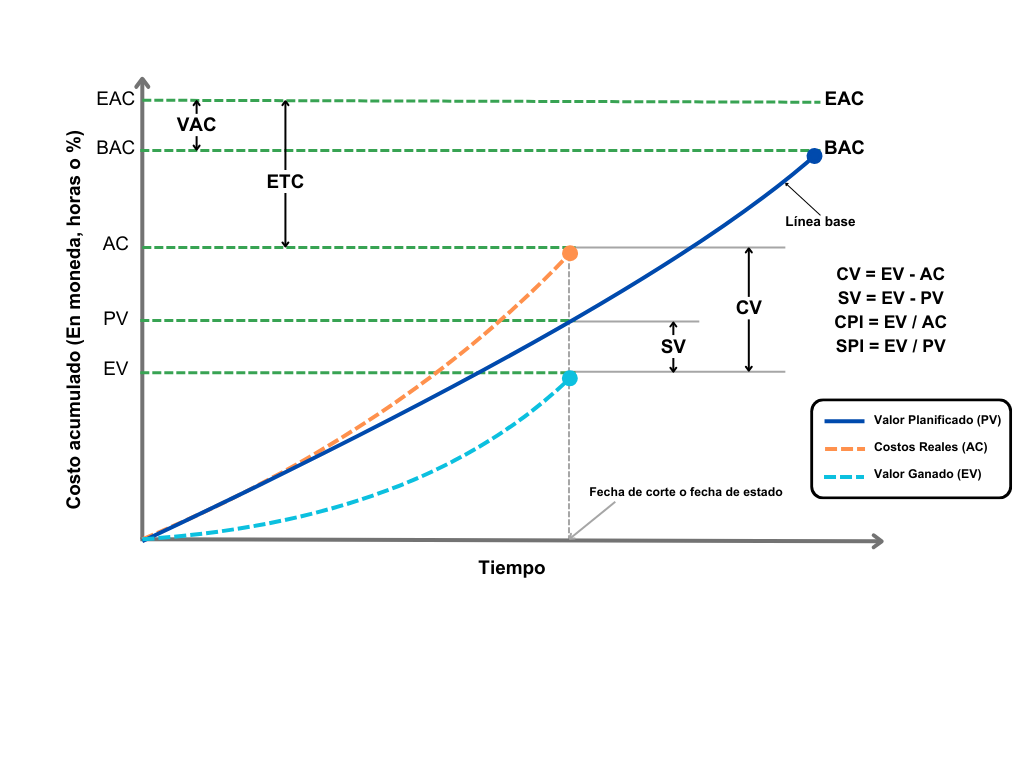 EAC
EAC
VAC
BAC
BAC
ETC
Línea base
AC
CV = EV - AC
SV = EV - PV
CPI = EV / AC
SPI = EV / PV
CV
PV
SV
EV
Valor Planificado (PV)
Costos Reales (AC)
Valor Ganado (EV)
Fecha de corte o fecha de estado
Tiempo
Costo acumulado (En moneda, horas o %)